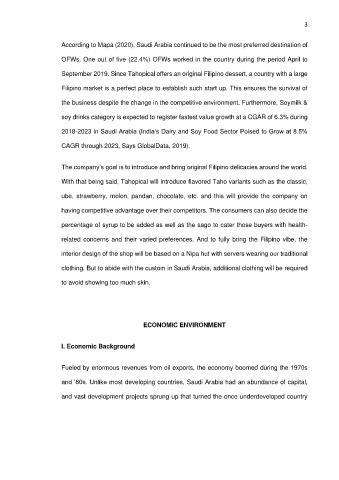 3
According to Mapa (2020), Saudi Arabia continued to be the most preferred destination of
OFWs. One out of five (22.4%) OFWs worked in the country during the period April to
September 2019. Since Tahopical offers an original Filipino dessert, a country with a large
Filipino market is a perfect place to establish such start up. This ensures the survival of
the business despite the change in the competitive environment. Furthermore, Soymilk &
soy drinks category is expected to register fastest value growth at a CGAR of 6.3% during
2018-2023 in Saudi Arabia (India's Dairy and Soy Food Sector Poised to Grow at 8.5%
CAGR through 2023, Says GlobalData, 2019).
The company's goal is to introduce and bring original Filipino delicacies around the world.
With that being said, Tahopical will introduce flavored Taho variants such as the classic,
ube, strawberry, melon, pandan, chocolate, etc. and this will provide the company on
having competitive advantage over their competitors. The consumers can also decide the
percentage of syrup to be added as well as the sago to cater those buyers with health-
related concerns and their varied preferences. And to fully bring the Filipino vibe, the
interior design of the shop will be based on a Nipa hut with servers wearing our traditional
clothing. But to abide with the custom in Saudi Arabia, additional clothing will be required
to avoid showing too much skin.
ECONOMIC ENVIRONMENT
I. Economic Background
Fueled by enormous revenues from oil exports, the economy boomed during the 1970s
and '80s. Unlike most developing countries, Saudi Arabia had an abundance of capital,
and vast development projects sprung up that turned the once underdeveloped country